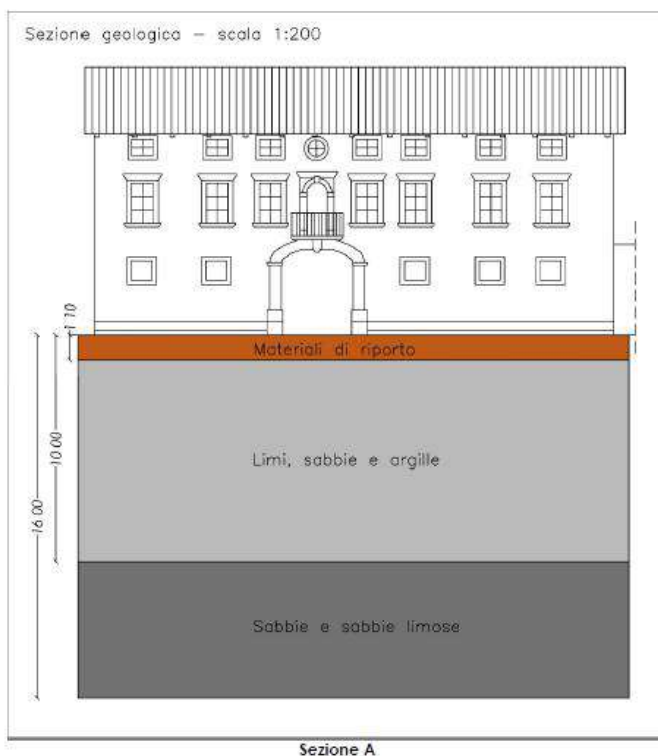 Sezione geologica – scala 1:200
1 10
Materiali di riporto
10 00
Limi, sabbie e argille
16 00
Sabbie e sabbie limose
Sezione A